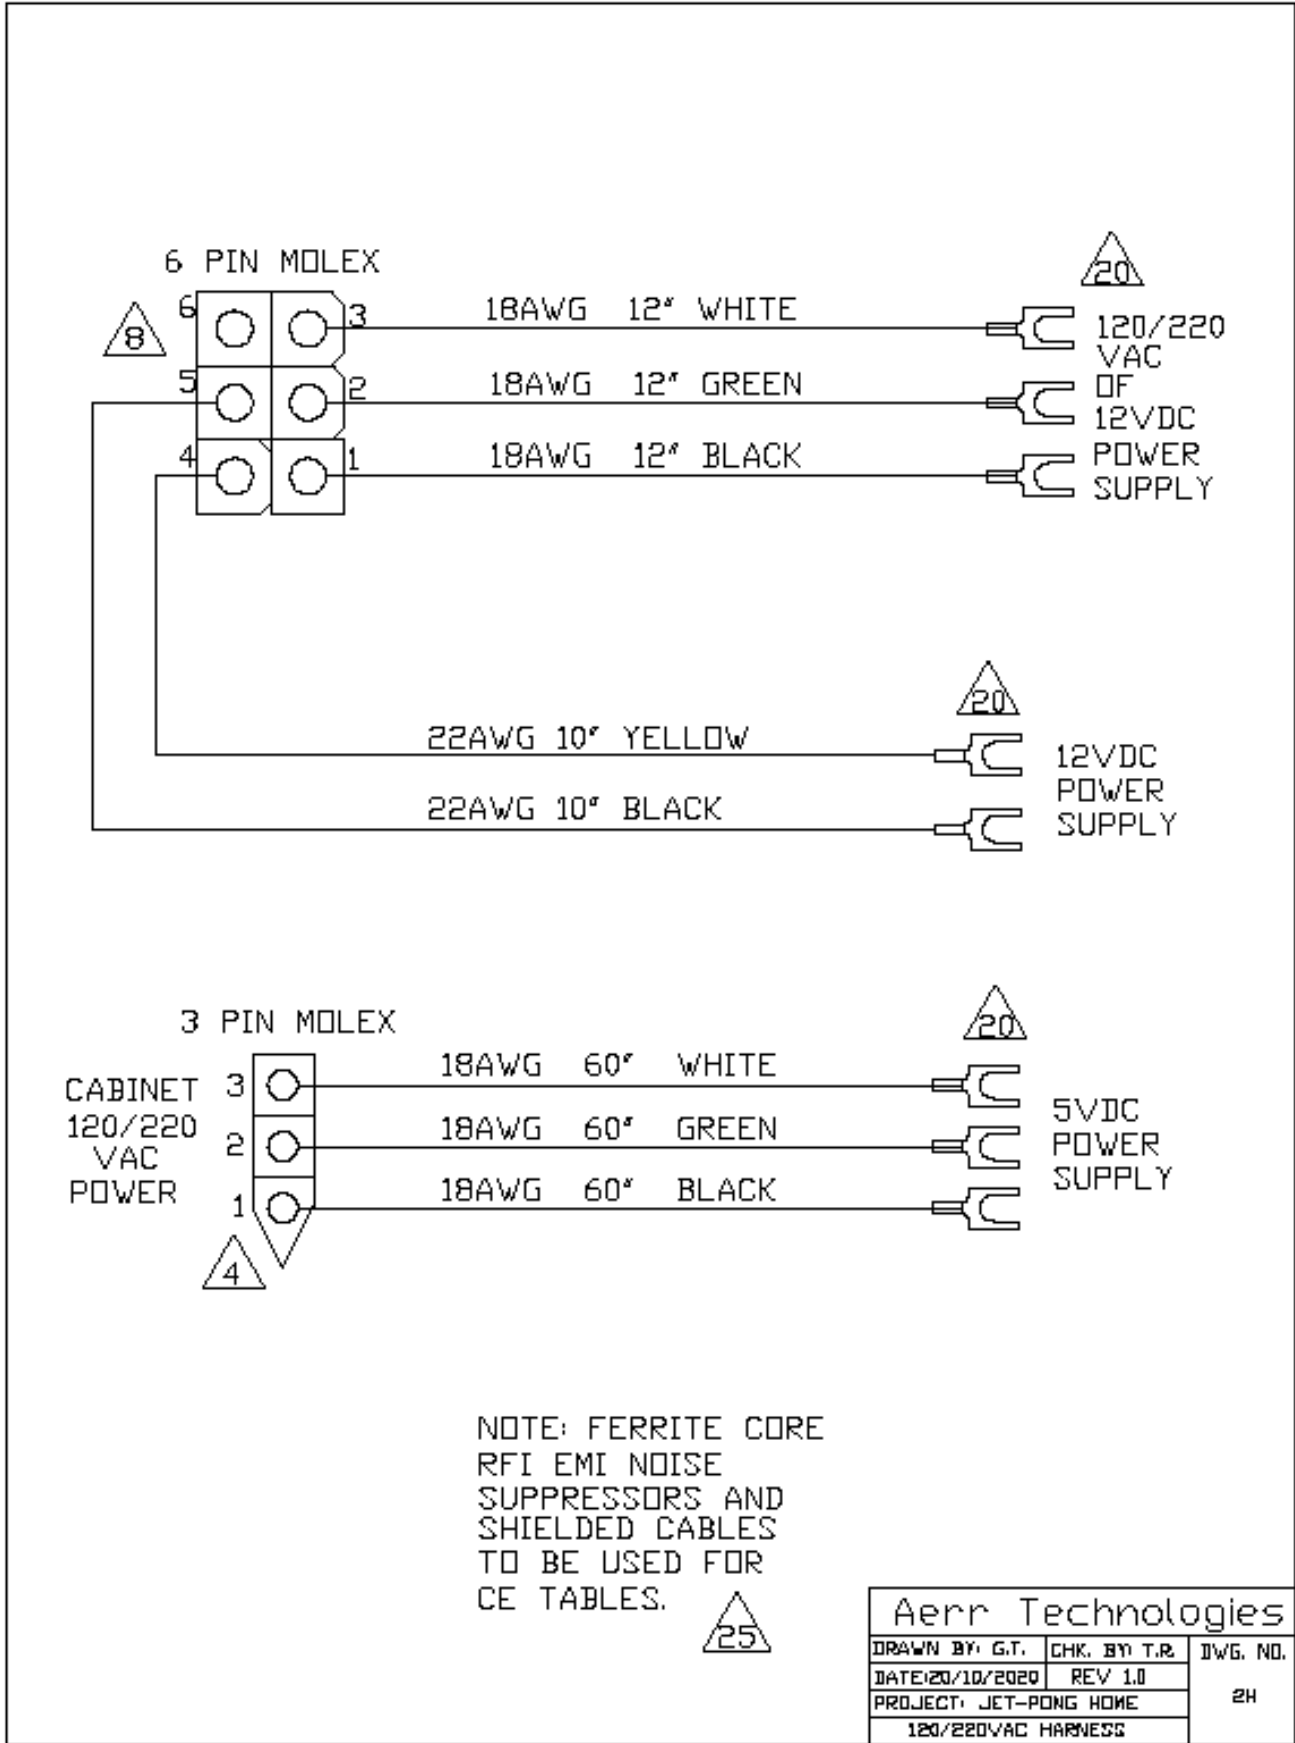 6 PIN MOLEX
20
8
6
3
18AWG 12" WHITE
120/220
VAC
OF
12VDC
POWER
SUPPLY
5
2
18AWG 12" GREEN
4
1
18AWG 12" BLACK
20
22AWG 10" YELLOW
22AWG 10" BLACK
12VDC
POWER
SUPPLY
3 PIN MOLEX
20
CABINET
120/220
VAC
POWER
3
18AWG 60" WHITE
2
18AWG 60" GREEN
1
18AWG 60" BLACK
5VDC
POWER
SUPPLY
4
NOTE: FERRITE CORE
RFI EMI NOISE
SUPPRESSORS AND
SHIELDED CABLES
TO BE USED FOR
CE TABLES.
25
Aerr Technologies
DRAWN BY: G.T. CHK. BY: T.R. DWG. NO.
DATE:20/10/2020 REV 1.0
2H
PROJECT: JET-PONG HOME
120/220VAC HARNESS